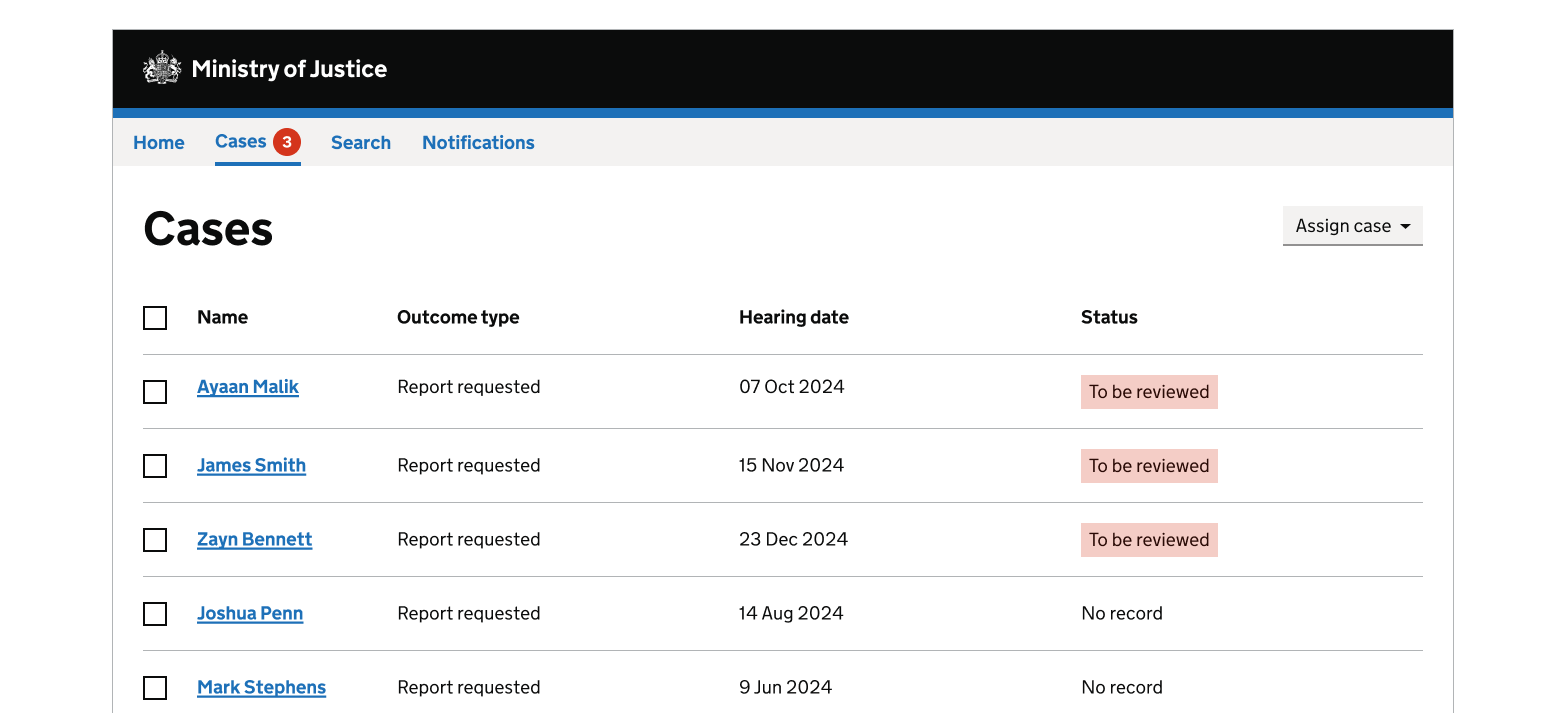 Ministry of Justice
Home Cases 3 Search Notifications
Cases
Assign case
Name Outcome type Hearing date Status
Ayaan Malik Report requested 07 Oct 2024 To be reviewed
James Smith Report requested 15 Nov 2024 To be reviewed
Zayn Bennett Report requested 23 Dec 2024 To be reviewed
Joshua Penn Report requested 14 Aug 2024 No record
Mark Stephens Report requested 9 Jun 2024 No record